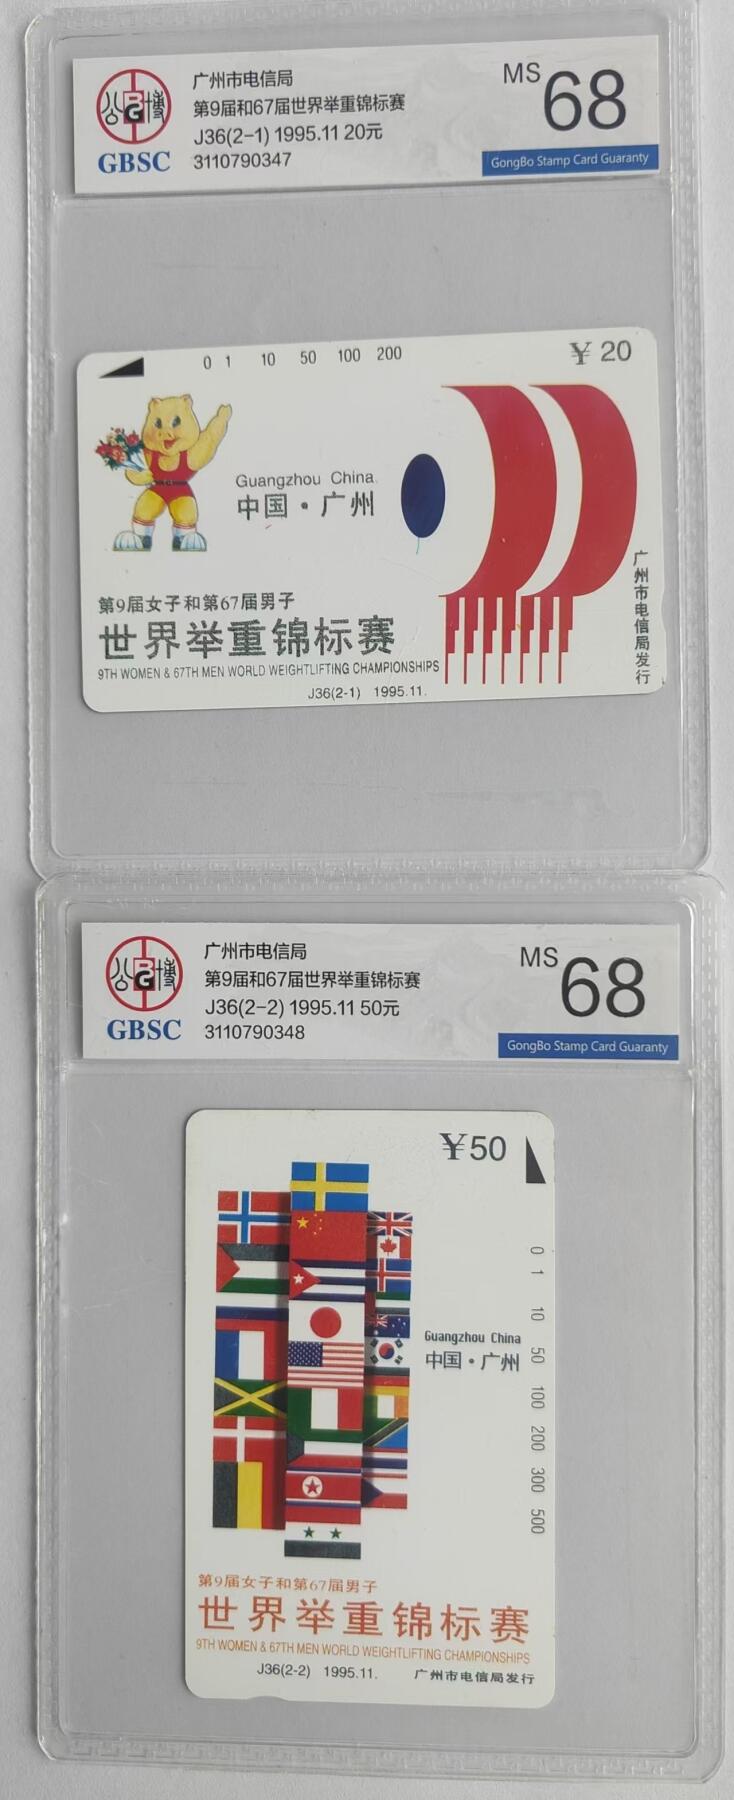 公 BG 博
GBSC
广州市电信局
第9届和67届世界举重锦标赛
J36(2-1) 1995.11 20元
3110790347
MS 68
GongBo Stamp Card Guaranty
0 1 10 50 100 200
¥ 20
Guangzhou China
中国·广州
第9届女子和第67届男子
世界举重锦标赛
9TH WOMEN & 67TH MEN WORLD WEIGHTLIFTING CHAMPIONSHIPS
J36(2-1) 1995.11.
广州市电信局发行
公 BG 博
GBSC
广州市电信局
第9届和67届世界举重锦标赛
J36(2-2) 1995.11 50元
3110790348
MS 68
GongBo Stamp Card Guaranty
¥50
0 1 10 50 100 200 300 500
Guangzhou China
中国·广州
第9届女子和第67届男子
世界举重锦标赛
9TH WOMEN & 67TH MEN WORLD WEIGHTLIFTING CHAMPIONSHIPS
J36(2-2) 1995.11.
广州市电信局发行